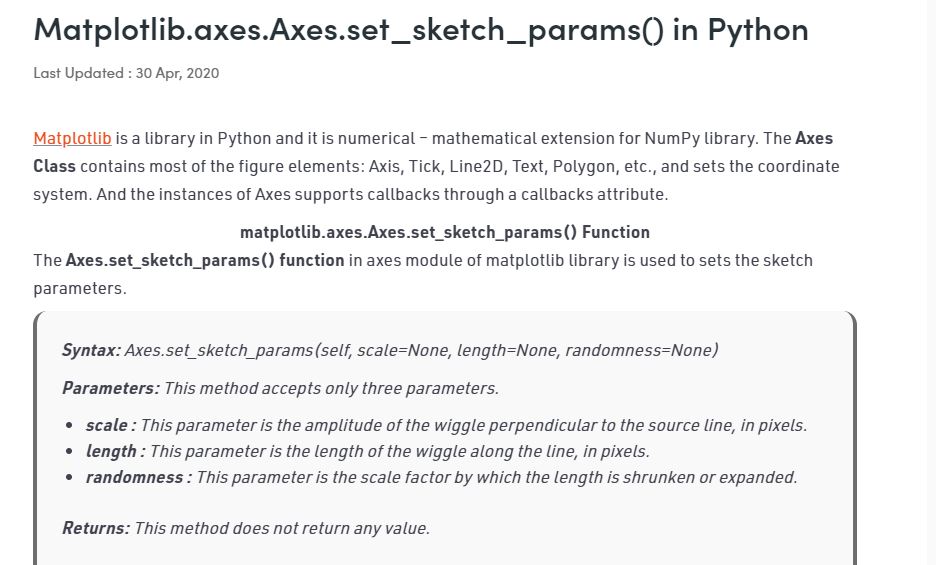 Matplotlib.axes.Axes.set_sketch_params() in Python
Last Updated : 30 Apr, 2020
Matplotlib is a library in Python and it is numerical – mathematical extension for NumPy library. The Axes
Class contains most of the figure elements: Axis, Tick, Line2D, Text, Polygon, etc., and sets the coordinate
system. And the instances of Axes supports callbacks through a callbacks attribute.
matplotlib.axes.Axes.set_sketch_params() Function
The Axes.set_sketch_params() function in axes module of matplotlib library is used to sets the sketch
parameters.
Syntax: Axes.set_sketch_params(self, scale=None, length=None, randomness=None)
Parameters: This method accepts only three parameters.
• scale : This parameter is the amplitude of the wiggle perpendicular to the source line, in pixels.
• length : This parameter is the length of the wiggle along the line, in pixels.
• randomness : This parameter is the scale factor by which the length is shrunken or expanded.
Returns: This method does not return any value.